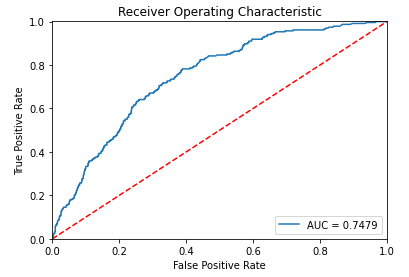 Receiver Operating Characteristic
True Positive Rate
1.0
0.8
0.6
0.4
0.2
0.0
AUC = 0.7479
0.0 0.2 0.4 0.6 0.8 1.0
False Positive Rate